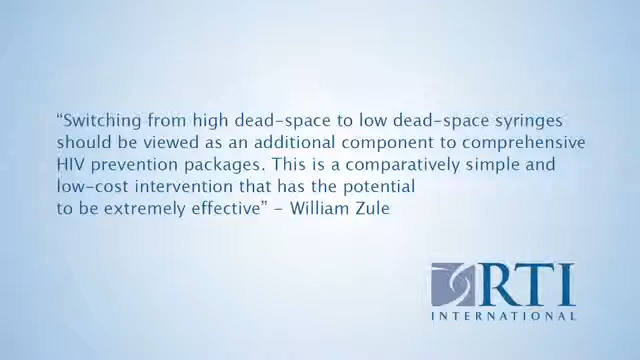 “Switching from high dead-space to low dead-space syringes
should be viewed as an additional component to comprehensive
HIV prevention packages. This is a comparatively simple and
low-cost intervention that has the potential
to be extremely effective” - William Zule
RTI
INTERNATIONAL